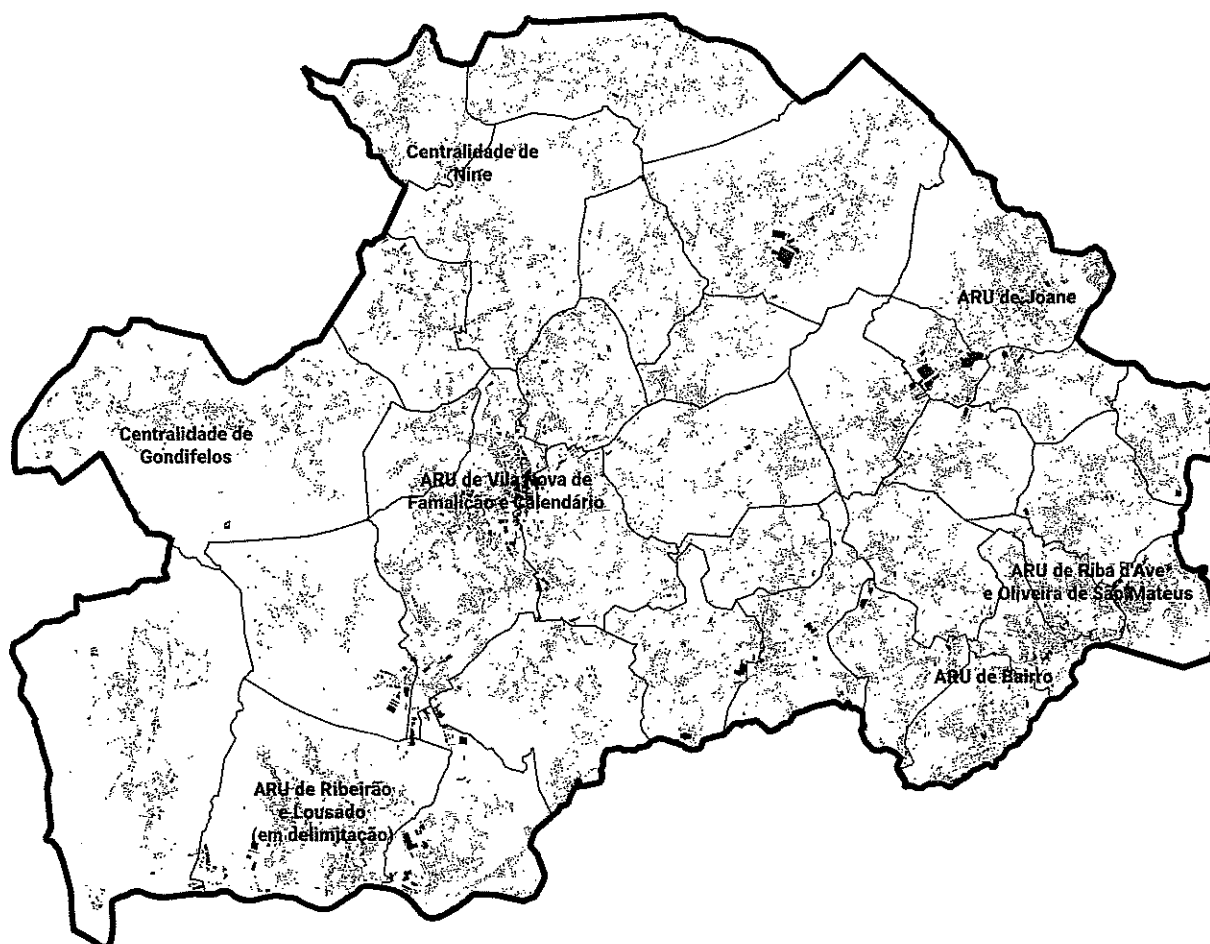 Centralidade de
Nine
ARU de Joane
Centralidade de
Gondifelos
ARU de Vila Nova de
Famalicão e Calendário
ARU de Riba d'Ave
e Oliveira de São Mateus
ARU de Bairro
ARU de Ribeirão
e Lousado
(em delimitação)